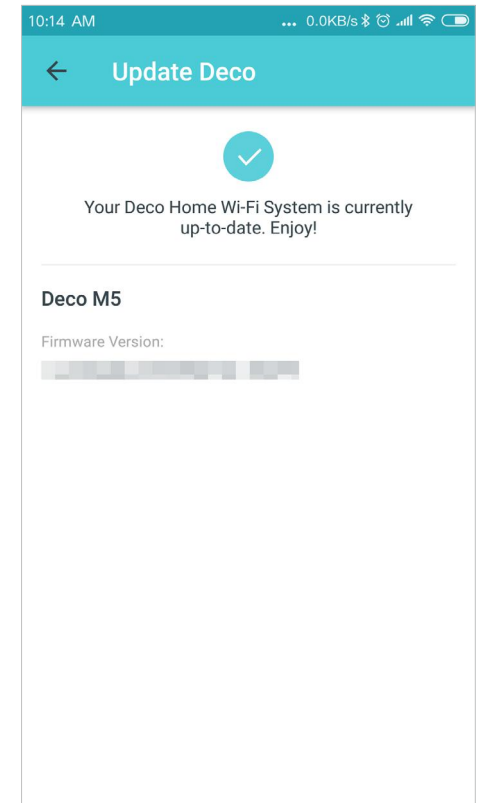 10:14 AM ... 0.0KB/s
Update Deco
Your Deco Home Wi-Fi System is currently
up-to-date. Enjoy!
Deco M5
Firmware Version: